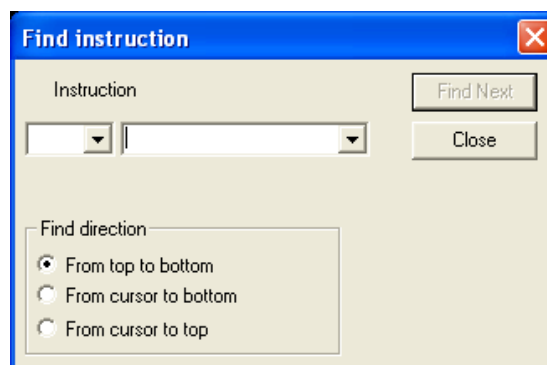 Find instruction
Instruction
Find Next
Close
Find direction
From top to bottom
From cursor to bottom
From cursor to top